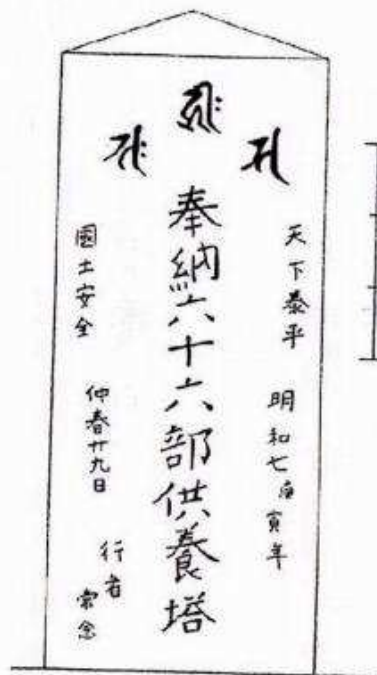 天下泰平　明和七庚寅年
奉納六十六部供養塔
國土安全　仲春廿九日
行者
常念